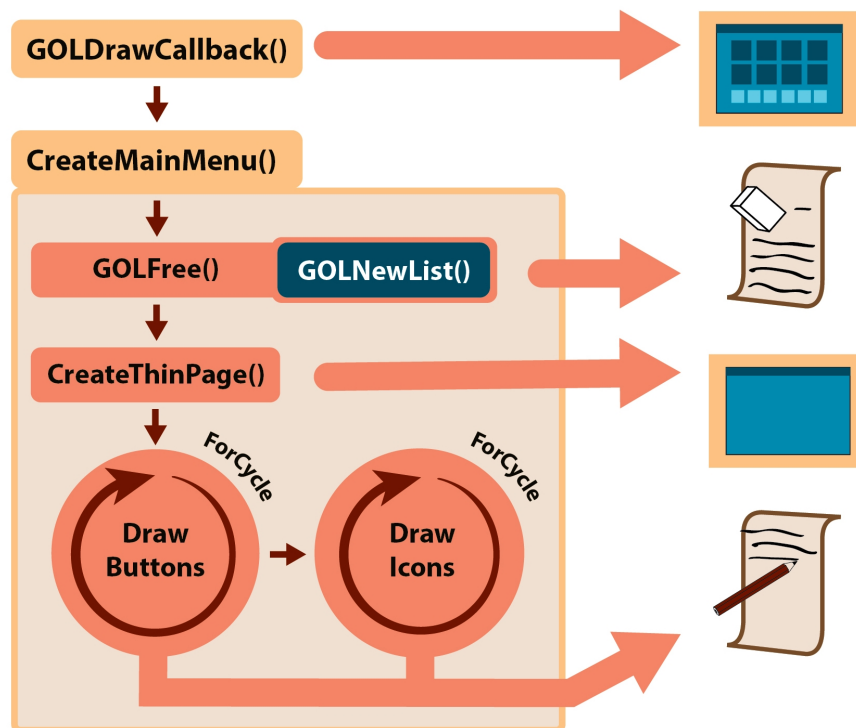 GOLDrawCallback()
CreateMainMenu()
GOLFree()
GOLNewList()
CreateThinPage()
ForCycle
ForCycle
Draw
Buttons
Draw
Icons